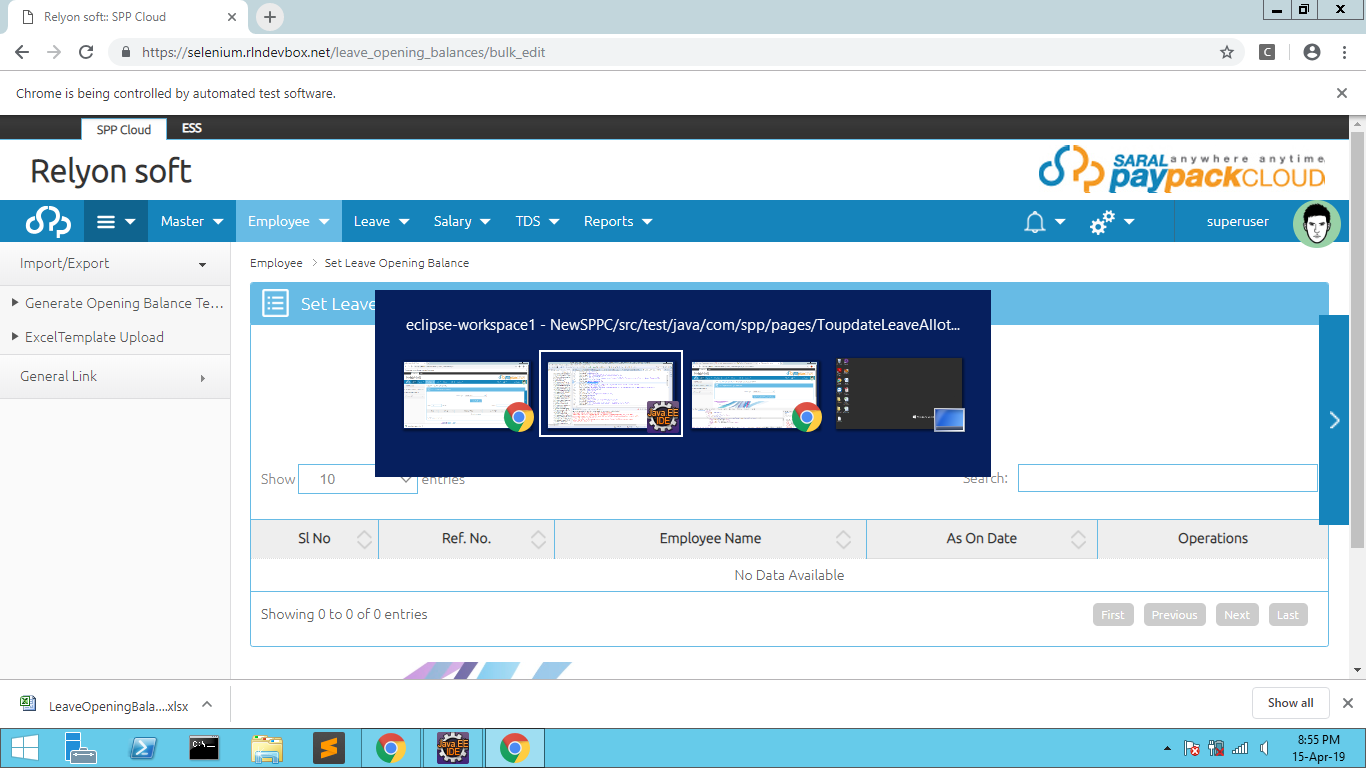 Relyon soft:: SPP Cloud
https://selenium.rlndevbox.net/leave_opening_balances/bulk_edit
C
Chrome is being controlled by automated test software.
SPP Cloud ESS
Relyon soft
SARAL anywhere anytime
paypackCLOUD
Master Employee Leave Salary TDS Reports superuser
Import/Export
Generate Opening Balance Te...
ExcelTemplate Upload
General Link
Employee > Set Leave Opening Balance
Set Leave
eclipse-workspace1 - NewSPPC/src/test/java/com/spp/pages/ToupdateLeaveAllot...
Java EE
IDE
Show 10 entries Search:
Sl No Ref. No. Employee Name As On Date Operations
No Data Available
Showing 0 to 0 of 0 entries First Previous Next Last
LeaveOpeningBala....xlsx Show all
C:\_
Java EE
IDE
8:55 PM
15-Apr-19